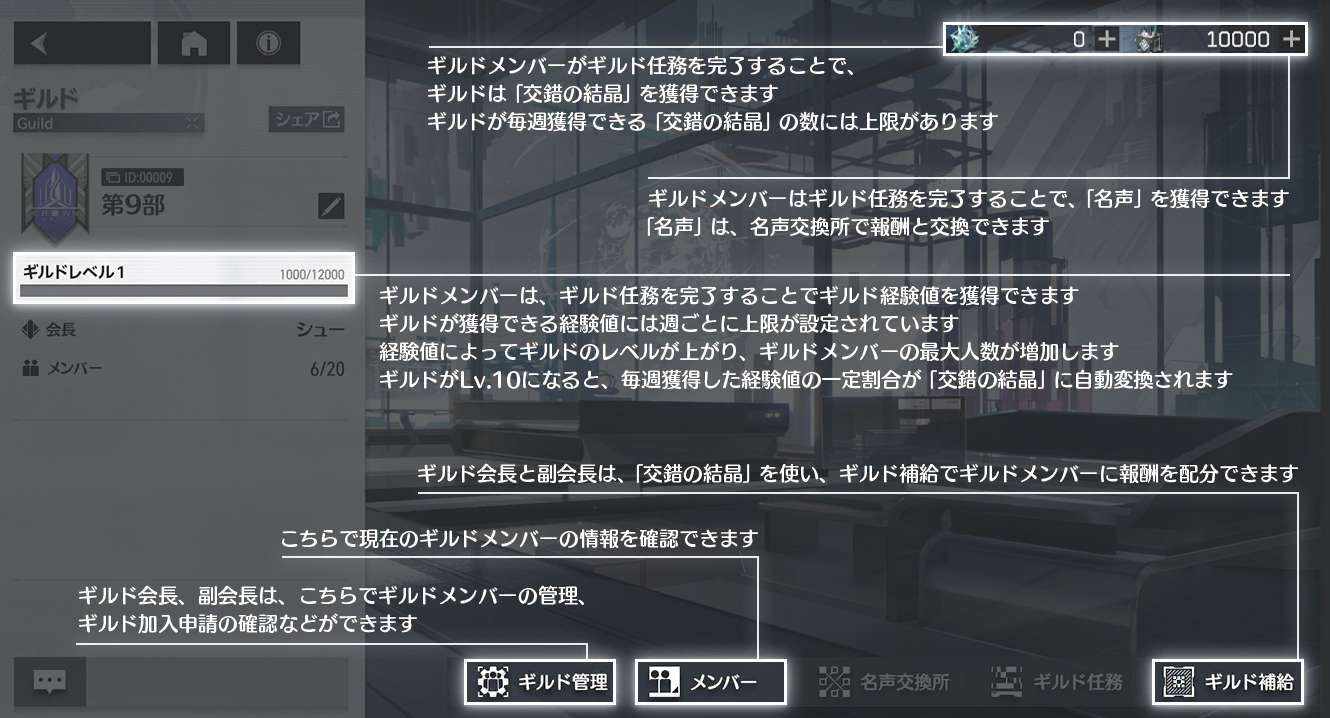 0
10000
ギルドメンバーがギルド任務を完了することで、
ギルドは「交錯の結晶」を獲得できます
ギルドが毎週獲得できる「交錯の結晶」の数には上限があります
ギルド
Guild
シェア
ID:00009
第9部
ギルドメンバーはギルド任務を完了することで、「名声」を獲得できます
「名声」は、名声交換所で報酬と交換できます
ギルドレベル1
1000/12000
会長
シュー
メンバー
6/20
ギルドメンバーは、ギルド任務を完了することでギルド経験値を獲得できます
ギルドが獲得できる経験値には週ごとに上限が設定されています
経験値によってギルドのレベルが上がり、ギルドメンバーの最大人数が増加します
ギルドがLv.10になると、毎週獲得した経験値の一定割合が「交錯の結晶」に自動変換されます
ギルド会長と副会長は、「交錯の結晶」を使い、ギルド補給でギルドメンバーに報酬を配分できます
こちらで現在のギルドメンバーの情報を確認できます
ギルド会長、副会長は、こちらでギルドメンバーの管理、
ギルド加入申請の確認などができます
ギルド管理
メンバー
名声交換所
ギルド任務
ギルド補給